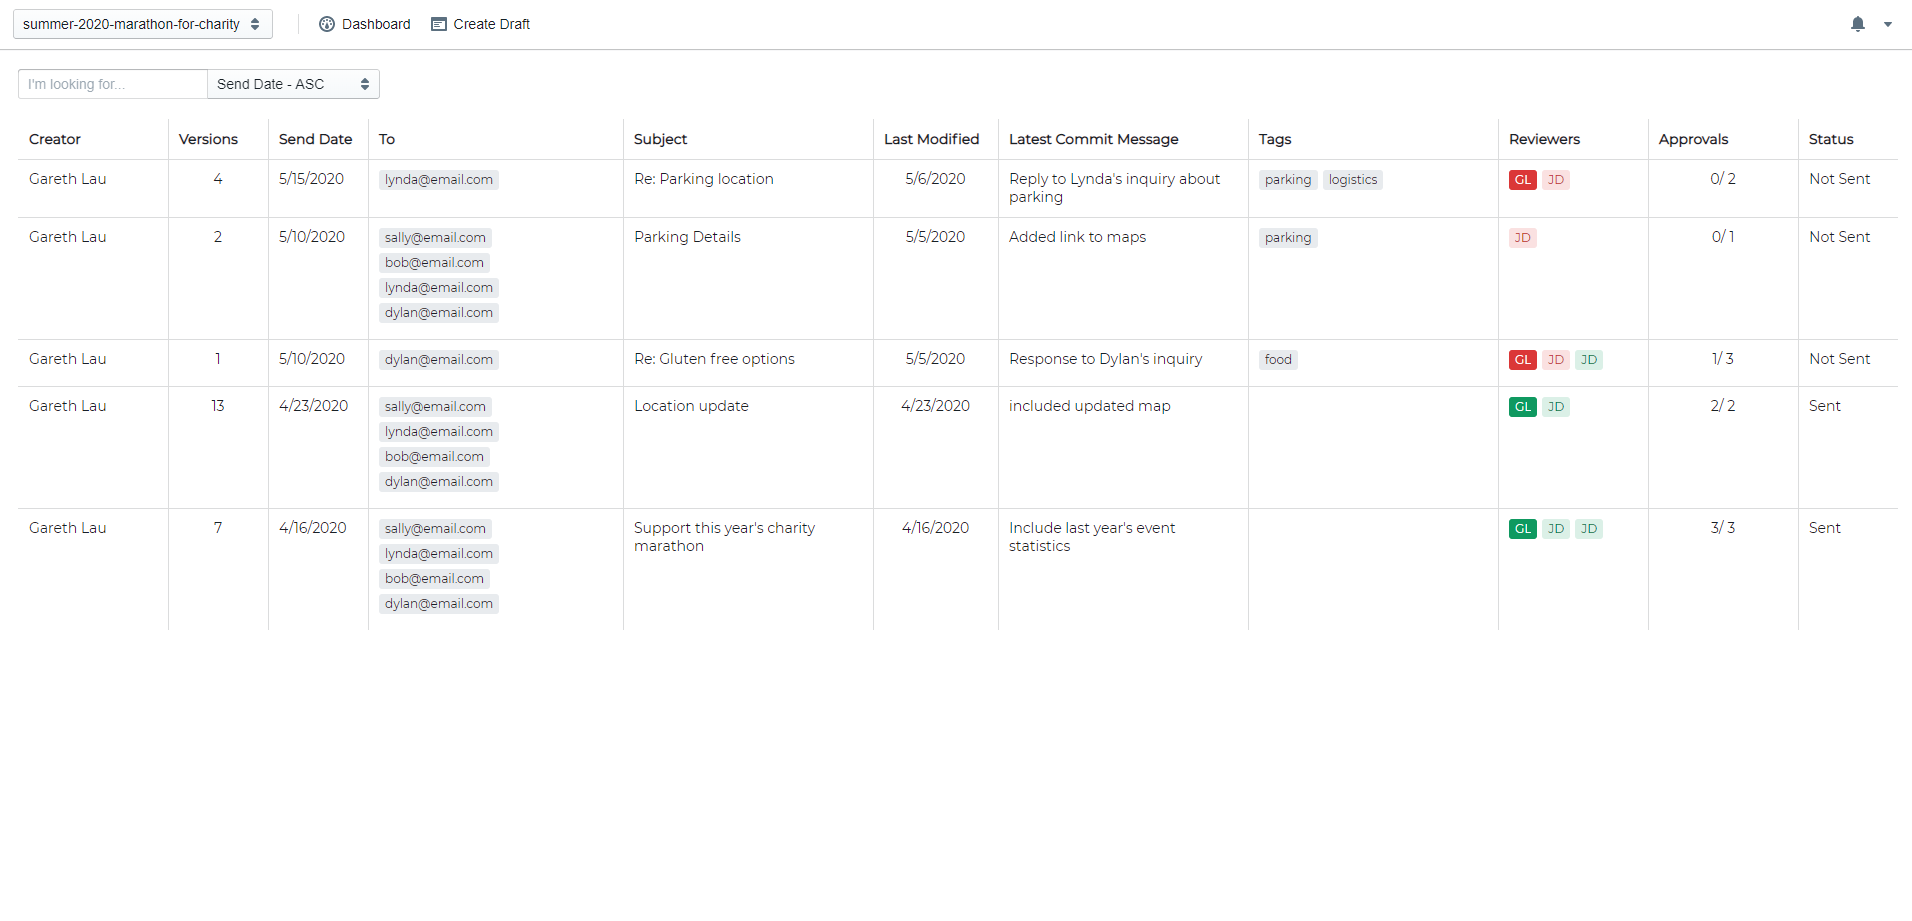 summer-2020-marathon-for-charity Dashboard Create Draft
I'm looking for... Send Date - ASC
Creator Versions Send Date To Subject Last Modified Latest Commit Message Tags Reviewers Approvals Status
Gareth Lau 4 5/15/2020 lynda@email.com Re: Parking location 5/6/2020 Reply to Lynda's inquiry about parking logistics GL JD 0/ 2 Not Sent
parking
Gareth Lau 2 5/10/2020 sally@email.com Parking Details 5/5/2020 Added link to maps parking JD 0/ 1 Not Sent
bob@email.com
lynda@email.com
dylan@email.com
Gareth Lau 1 5/10/2020 dylan@email.com Re: Gluten free options 5/5/2020 Response to Dylan's inquiry food GL JD JD 1/ 3 Not Sent
Gareth Lau 13 4/23/2020 sally@email.com Location update 4/23/2020 included updated map GL JD 2/ 2 Sent
lynda@email.com
bob@email.com
dylan@email.com
Gareth Lau 7 4/16/2020 sally@email.com Support this year's charity 4/16/2020 Include last year's event GL JD JD 3/ 3 Sent
marathon statistics
lynda@email.com
bob@email.com
dylan@email.com